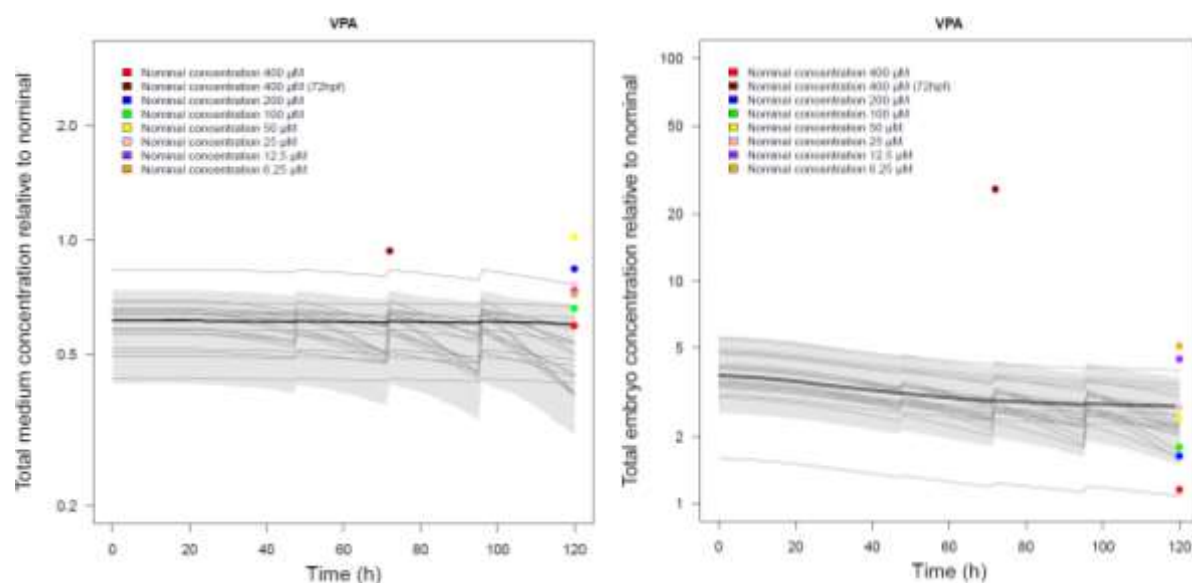 VPA
Total medium concentration relative to nominal
Nominal concentration 400 µM
Nominal concentration 400 µM (72hpf)
Nominal concentration 200 µM
Nominal concentration 100 µM
Nominal concentration 50 µM
Nominal concentration 25 µM
Nominal concentration 12.5 µM
Nominal concentration 6.25 µM
2.0
1.0
0.5
0.2
0 20 40 60 80 100 120
Time (h)
VPA
Total embryo concentration relative to nominal
Nominal concentration 400 µM
Nominal concentration 400 µM (72hpf)
Nominal concentration 200 µM
Nominal concentration 100 µM
Nominal concentration 50 µM
Nominal concentration 25 µM
Nominal concentration 12.5 µM
Nominal concentration 6.25 µM
100
50
20
10
5
2
1
0 20 40 60 80 100 120
Time (h)